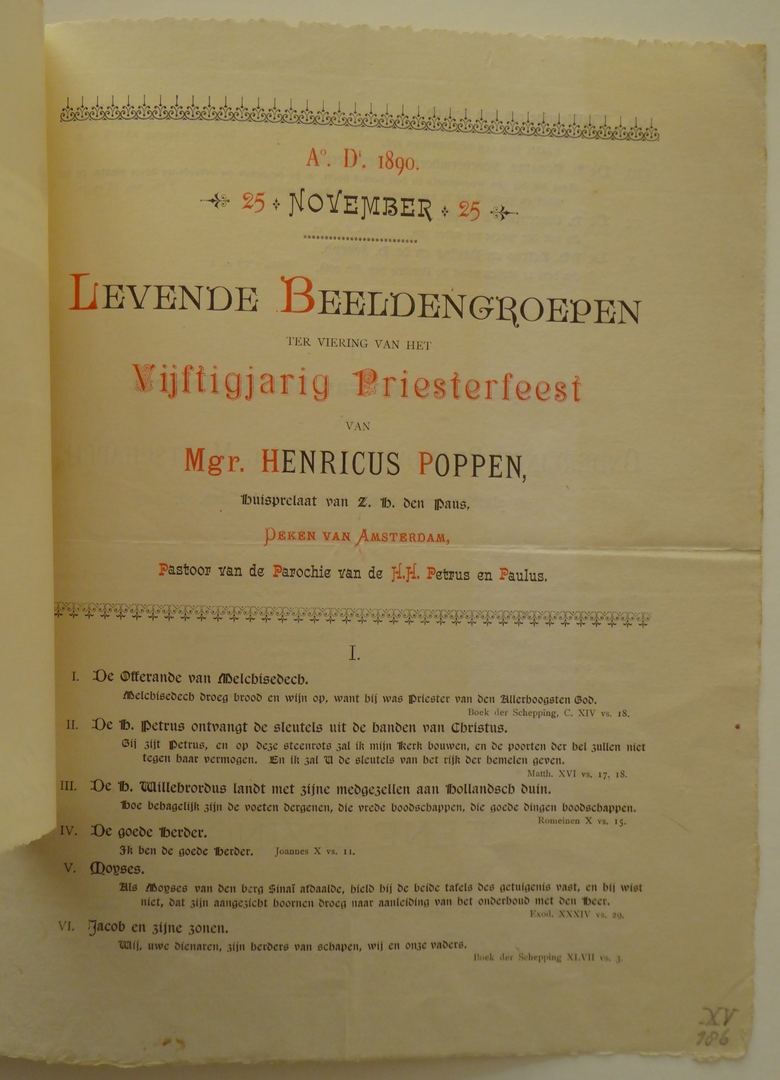 Aº. Dⁱ. 1890.
25 NOVEMBER 25
LEVENDE BEELDENGROEPEN
TER VIERING VAN HET
Vijftigjarig Priesterfeest
VAN
Mgr. HENRICUS POPPEN,
Huisprelaat van Z. H. den Paus,
DEKEN VAN AMSTERDAM,
Pastoor van de Parochie van de H.H. Petrus en Paulus.
I.
I. De Offerande van Melchisedech.
Melchisedech droeg brood en wijn op, want hij was Priester van den Allerhoogsten God.
Boek der Schepping, C. XIV vs. 18.
II. De H. Petrus ontvangt de sleutels uit de handen van Christus.
Gij zijt Petrus, en op deze steenrots zal ik mijn Kerk bouwen, en de poorten der hel zullen niet
tegen haar vermogen. En ik zal U de sleutels van het rijk der hemelen geven.
Matth. XVI vs. 17, 18.
III. De H. Willebrordus landt met zijne medgezellen aan Hollandsch duin.
Hoe behagelijk zijn de voeten dergenen, die vrede boodschappen, die goede dingen boodschappen.
Romeinen X vs. 15.
IV. De goede Herder.
Ik ben de goede Herder. Joannes X vs. 11.
V. Moyses.
Als Moyses van den berg Sinaï afdaalde, hield hij de beide tafels des getuigenis vast, en hij wist
niet, dat zijn aangezicht hoornen droeg naar aanleiding van het onderhoud met den Heer.
Exod. XXXIV vs. 29.
VI. Jacob en zijne zonen.
Wij, uwe dienaren, zijn herders van schapen, wij en onze vaders.
Boek der Schepping XLVII vs. 3.
XV
186